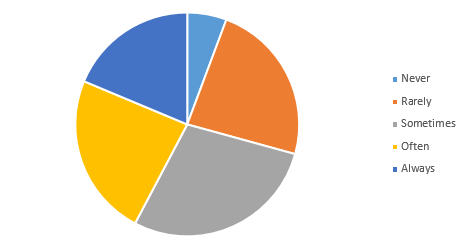 Never
Rarely
Sometimes
Often
Always